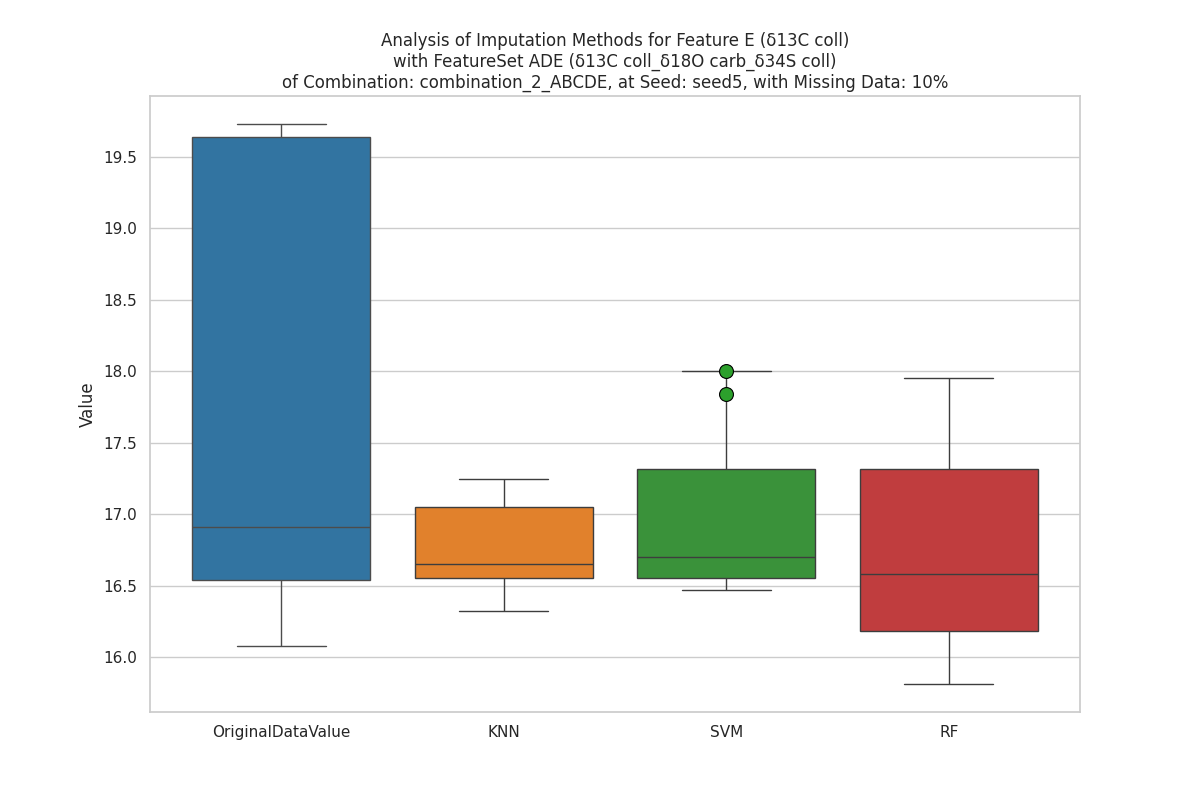 Analysis of Imputation Methods for Feature E (δ13C coll)
with FeatureSet ADE (δ13C coll_δ18O carb_δ34S coll)
of Combination: combination_2_ABCDE, at Seed: seed5, with Missing Data: 10%
19.5
19.0
18.5
18.0
17.5
17.0
16.5
16.0
Value
OriginalDataValue
KNN
SVM
RF